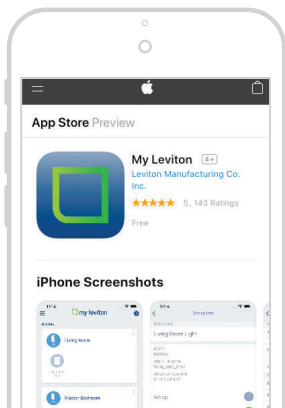 App Store Preview
My Leviton 4+
Leviton Manufacturing Co.
Inc.
★★★★★ 5, 143 Ratings
Free
iPhone Screenshots
my leviton
Living Room
Master Bedroom
Living Room Light